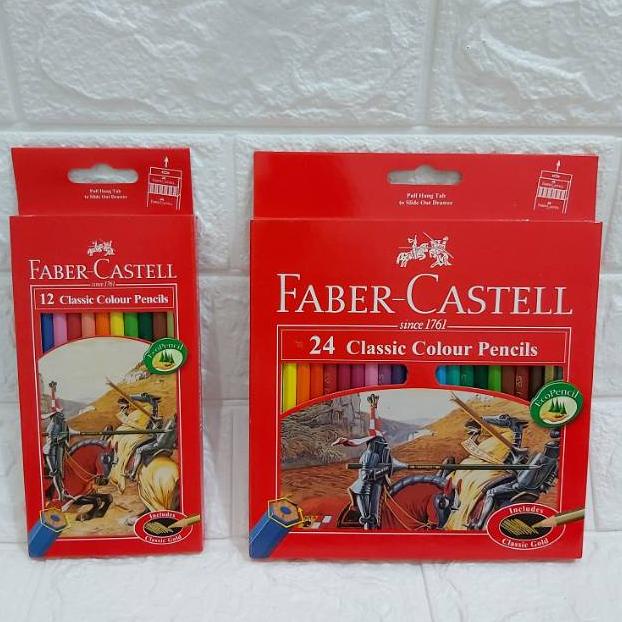 Pull Hang Tab
to Slide Out Drawer
FABER-CASTELL
since 1761
12 Classic Colour Pencils
EcoPencil
Includes
Classic Gold
Pull Hang Tab
to Slide Out Drawer
FABER-CASTELL
since 1761
24 Classic Colour Pencils
EcoPencil
Includes
Classic Gold